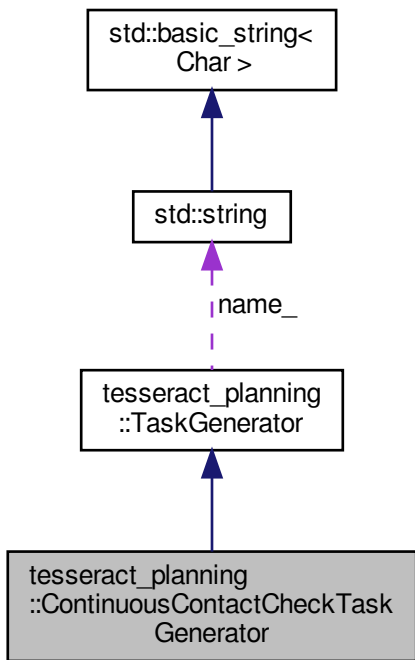 std::basic_string<
Char >
std::string
name_
tesseract_planning
::TaskGenerator
tesseract_planning
::ContinuousContactCheckTask
Generator